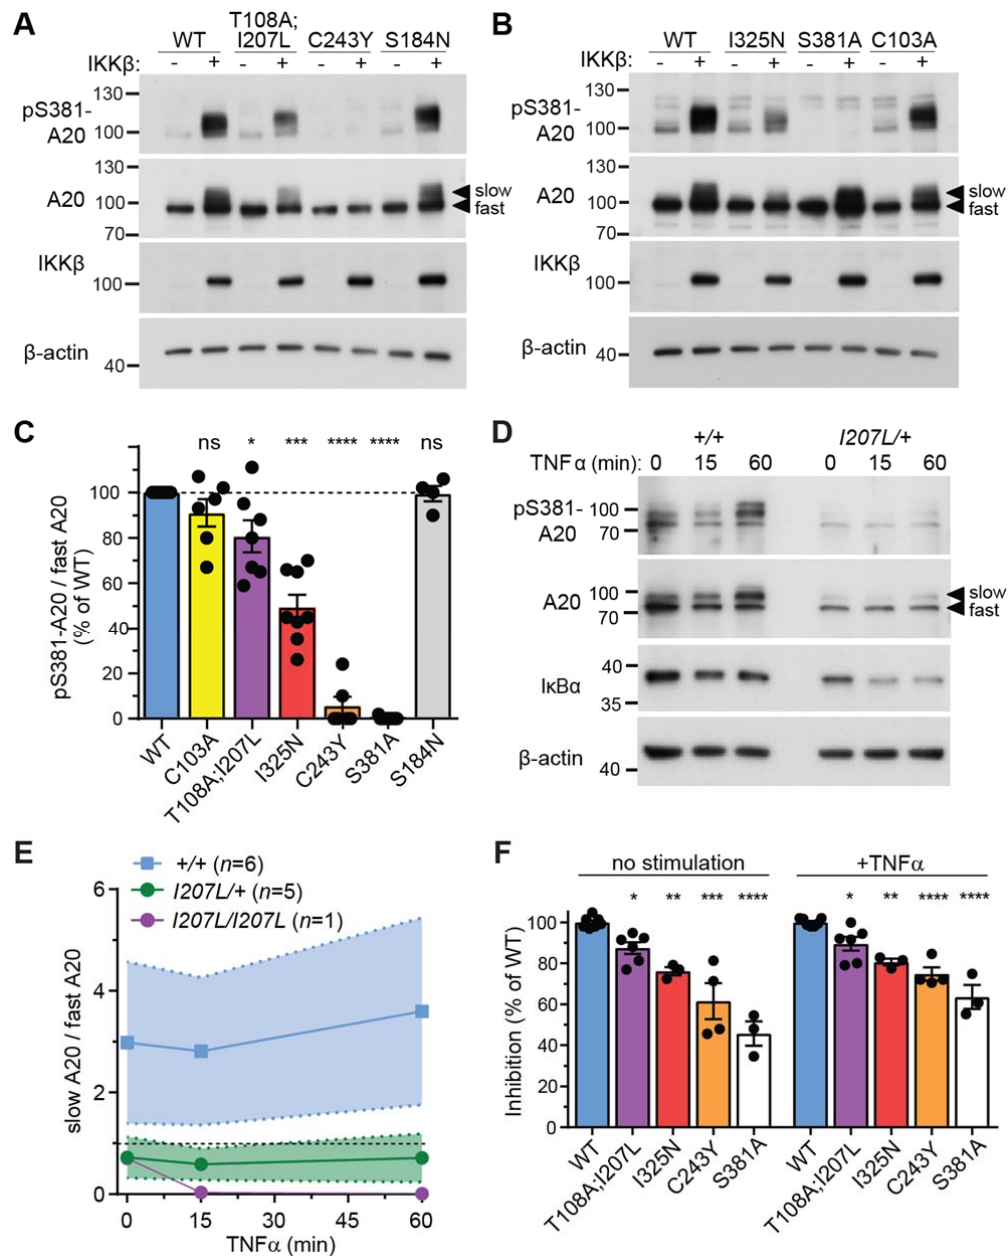 A
WT
T108A;
I207L
C243Y
S184N
IKKβ:
- + - + - + - +
pS381-
A20
130
100
A20
130
100
70
slow
fast
IKKβ
100
β-actin
40
B
WT
I325N
S381A
C103A
IKKβ:
- + - + - + - +
pS381-
A20
130
100
A20
130
100
70
slow
fast
IKKβ
100
β-actin
40
C
ns * *** **** **** ns
pS381-A20 / fast A20
(% of WT)
100
80
60
40
20
0
WT
C103A
T108A;I207L
I325N
C243Y
S381A
S184N
D
+/+
I207L/+
TNFα (min): 0 15 60 0 15 60
pS381-
A20
100
70
A20
100
70
slow
fast
IκBα
40
35
β-actin
40
E
+/+ (n=6)
I207L/+ (n=5)
I207L/I207L (n=1)
slow A20 / fast A20
6
4
2
0
0 15 30 45 60
TNFα (min)
F
no stimulation
+TNFα
* ** *** **** * ** **** ****
Inhibition (% of WT)
100
80
60
40
20
0
WT
T108A;I207L
I325N
C243Y
S381A
WT
T108A;I207L
I325N
C243Y
S381A